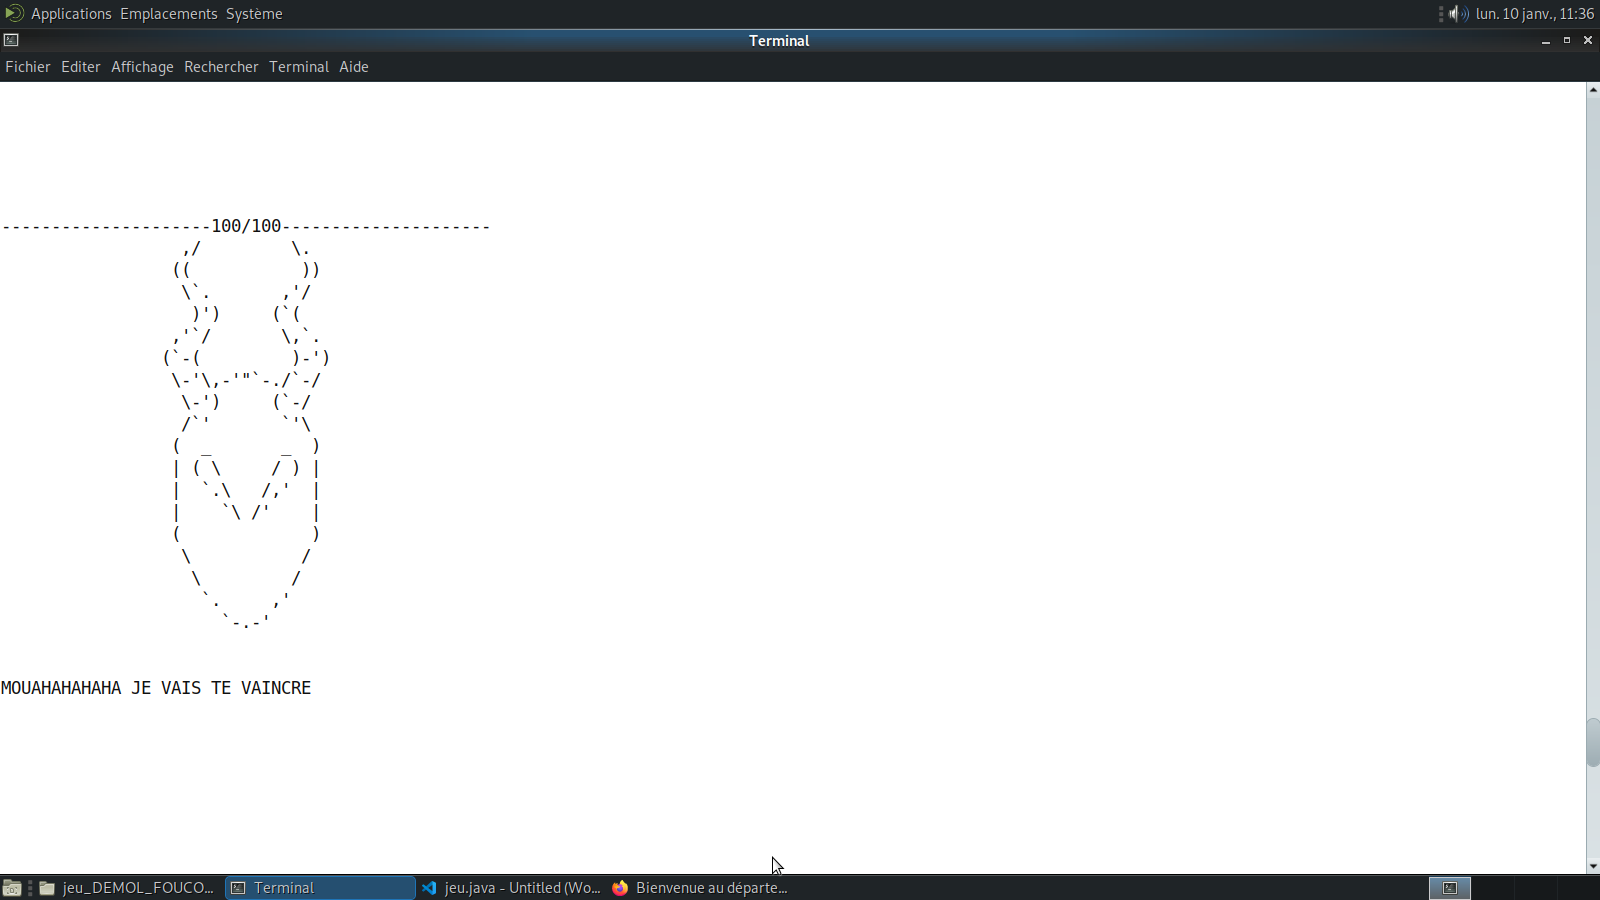 Applications Emplacements Système lun. 10 janv., 11:36
Terminal
Fichier Editer Affichage Rechercher Terminal Aide
---------------------100/100---------------------
MOUAHAHAHAHA JE VAIS TE VAINCRE
jeu_DEMOL_FOUCO... Terminal jeu.java - Untitled (Wo... Bienvenue au départe...